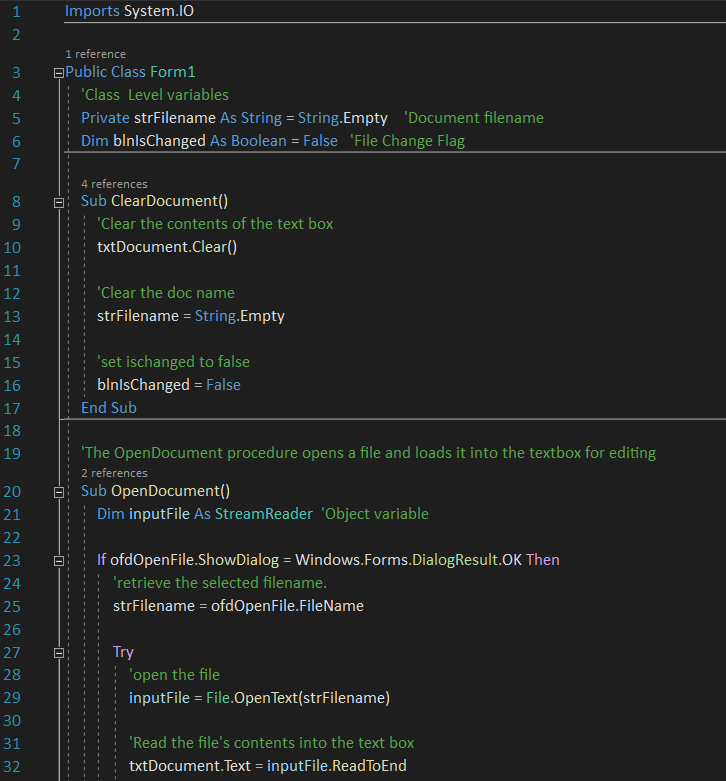 1 Imports System.IO
2
1 reference
3 Public Class Form1
4 'Class  Level variables
5 Private strFilename As String = String.Empty   'Document filename
6 Dim blnIsChanged As Boolean = False   'File Change Flag
7
4 references
8 Sub ClearDocument()
9 'Clear the contents of the text box
10 txtDocument.Clear()
11
12 'Clear the doc name
13 strFilename = String.Empty
14
15 'set ischanged to false
16 blnIsChanged = False
17 End Sub
18
19 'The OpenDocument procedure opens a file and loads it into the textbox for editing
2 references
20 Sub OpenDocument()
21 Dim inputFile As StreamReader  'Object variable
22
23 If ofdOpenFile.ShowDialog = Windows.Forms.DialogResult.OK Then
24 'retrieve the selected filename.
25 strFilename = ofdOpenFile.FileName
26
27 Try
28 'open the file
29 inputFile = File.OpenText(strFilename)
30
31 'Read the file's contents into the text box
32 txtDocument.Text = inputFile.ReadToEnd